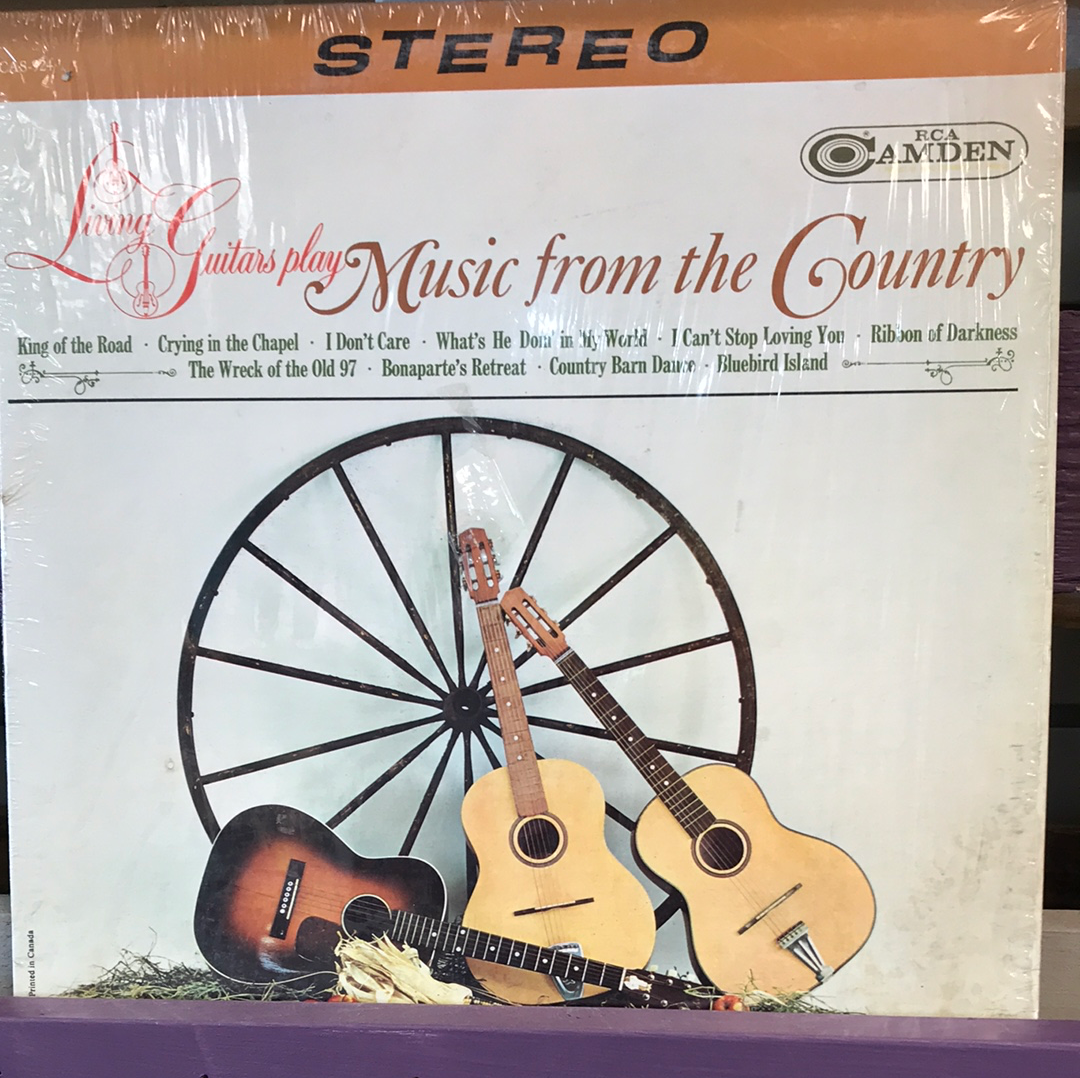 STEREO
RCA
CAMDEN
Living Guitars play Music from the Country
King of the Road · Crying in the Chapel · I Don't Care · What's He Doin' in My World · I Can't Stop Loving You · Ribbon of Darkness
The Wreck of the Old 97 · Bonaparte's Retreat · Country Barn Dance · Bluebird Island
Printed in Canada